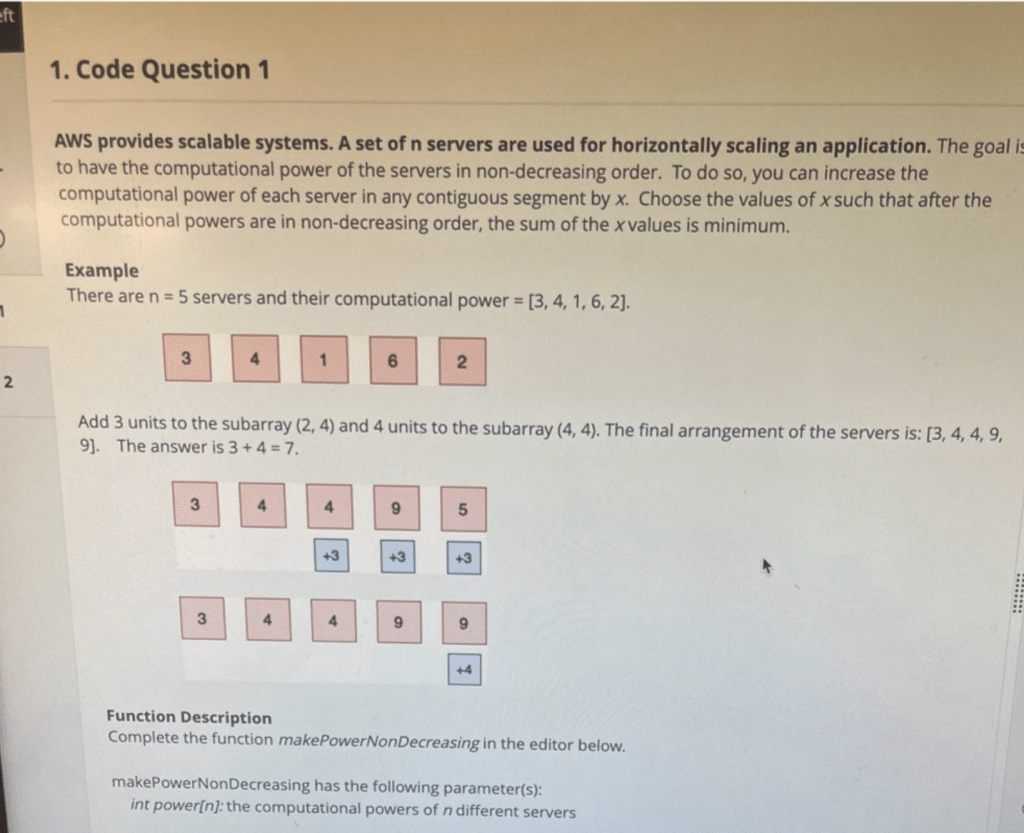 eft
1. Code Question 1
AWS provides scalable systems. A set of n servers are used for horizontally scaling an application. The goal is
to have the computational power of the servers in non-decreasing order. To do so, you can increase the
computational power of each server in any contiguous segment by x. Choose the values of x such that after the
computational powers are in non-decreasing order, the sum of the x values is minimum.
Example
There are n = 5 servers and their computational power = [3, 4, 1, 6, 2].
1
3 4 1 6 2
2
Add 3 units to the subarray (2, 4) and 4 units to the subarray (4, 4). The final arrangement of the servers is: [3, 4, 4, 9,
9]. The answer is 3 + 4 = 7.
3 4 4 9 5
+3 +3 +3
3 4 4 9 9
+4
Function Description
Complete the function makePowerNonDecreasing in the editor below.
makePowerNonDecreasing has the following parameter(s):
int power[n]: the computational powers of n different servers